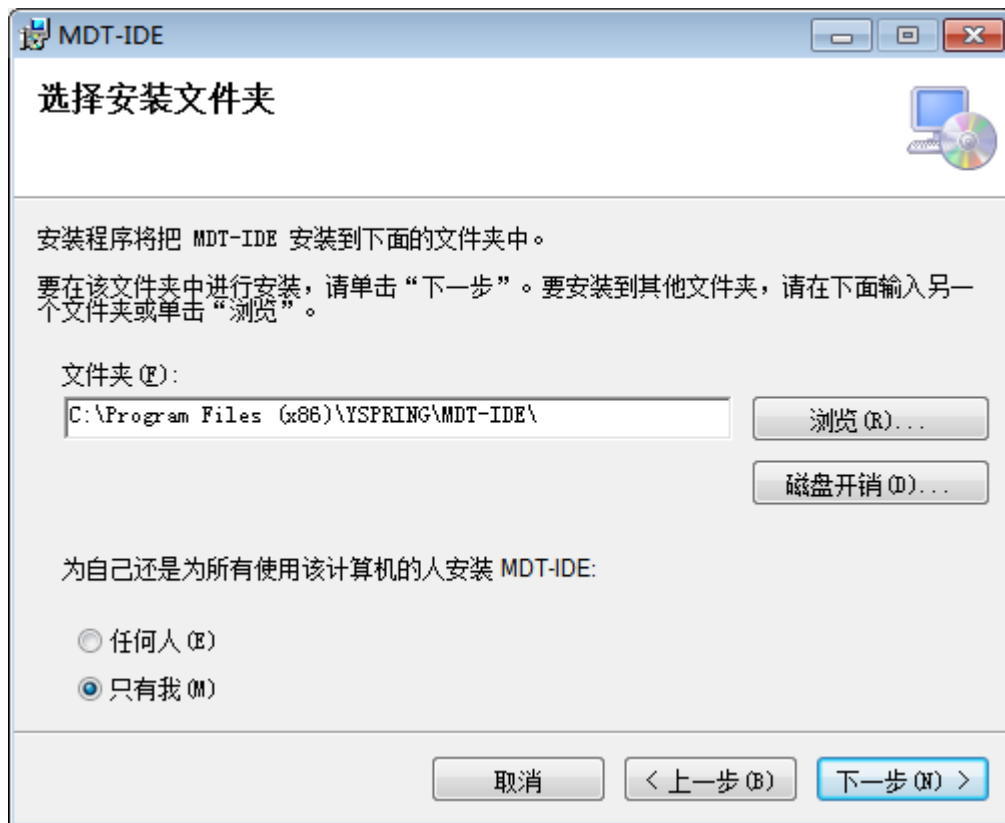 MDT-IDE
选择安装文件夹
安装程序将把 MDT-IDE 安装到下面的文件夹中。
要在该文件夹中进行安装，请单击“下一步”。要安装到其他文件夹，请在下面输入另一
个文件夹或单击“浏览”。
文件夹(F):
C:\Program Files (x86)\YSPRING\MDT-IDE\
浏览(R)...
磁盘开销(D)...
为自己还是为所有使用该计算机的人安装 MDT-IDE:
任何人(E)
只有我(M)
取消
< 上一步(B)
下一步(N) >